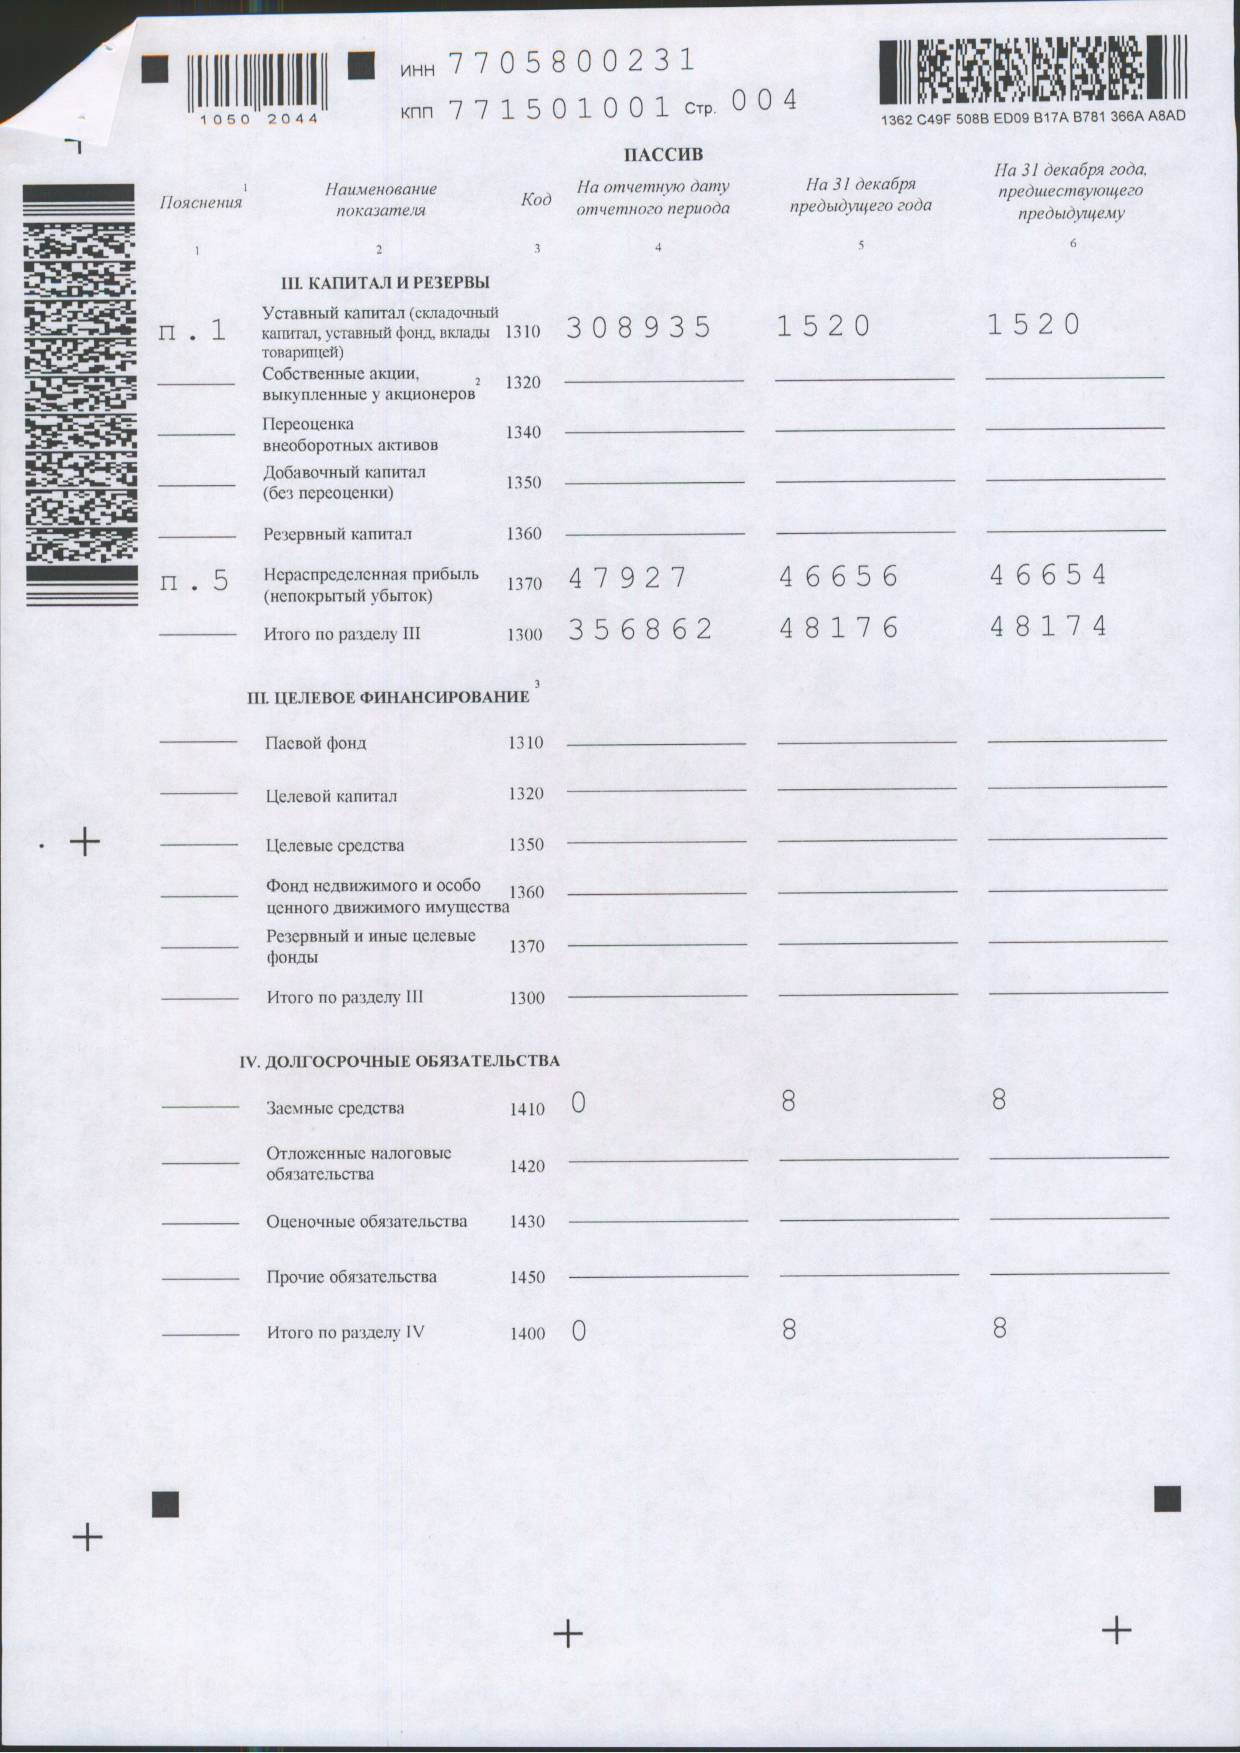 1050 2044
ИНН 7705800231
КПП 771501001 Стр. 004
1362 C49F 508B ED09 B17A B781 366A A8AD
ПАССИВ
Пояснения 1
Наименование
показателя
Код
На отчетную дату
отчетного периода
На 31 декабря
предыдущего года
На 31 декабря года,
предшествующего
предыдущему
1 2 3 4 5 6
III. КАПИТАЛ И РЕЗЕРВЫ
Уставный капитал (складочный
п.1 капитал, уставный фонд, вклады 1310 308935 1520 1520
товарищей)
Собственные акции,
выкупленные у акционеров 2 1320
Переоценка
внеоборотных активов 1340
Добавочный капитал
(без переоценки) 1350
Резервный капитал 1360
п.5 Нераспределенная прибыль 1370 47927 46656 46654
(непокрытый убыток)
Итого по разделу III 1300 356862 48176 48174
III. ЦЕЛЕВОЕ ФИНАНСИРОВАНИЕ 3
Паевой фонд 1310
Целевой капитал 1320
Целевые средства 1350
Фонд недвижимого и особо 1360
ценного движимого имущества
Резервный и иные целевые 1370
фонды
Итого по разделу III 1300
IV. ДОЛГОСРОЧНЫЕ ОБЯЗАТЕЛЬСТВА
Заемные средства 1410 0 8 8
Отложенные налоговые
обязательства 1420
Оценочные обязательства 1430
Прочие обязательства 1450
Итого по разделу IV 1400 0 8 8